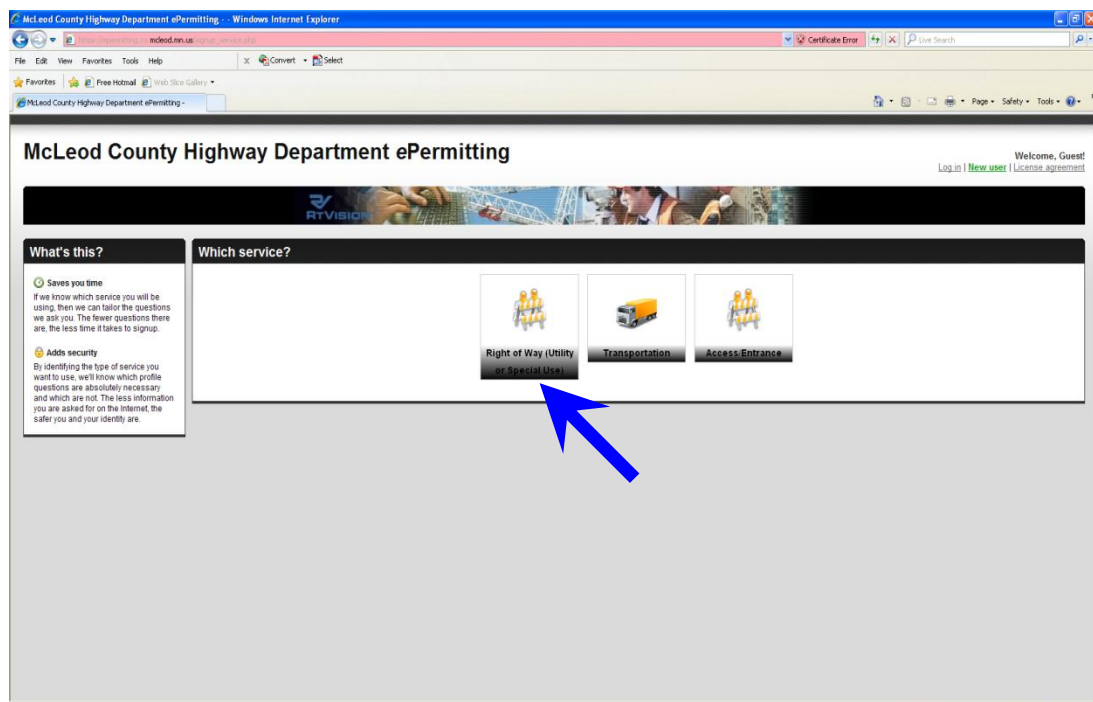 McLeod County Highway Department ePermitting - - Windows Internet Explorer
mcleod.mn.us
Certificate Error
Live Search
File Edit View Favorites Tools Help
x Convert Select
Favorites Free Hotmail Web Slice Gallery
McLeod County Highway Department ePermitting -
Page Safety Tools
McLeod County Highway Department ePermitting
Welcome, Guest!
Log in | New user | License agreement
RTVISION
What's this?
Saves you time
If we know which service you will be
using, then we can tailor the questions
we ask you. The fewer questions there
are, the less time it takes to signup.
Adds security
By identifying the type of service you
want to use, we'll know which profile
questions are absolutely necessary
and which are not. The less information
you are asked for on the Internet, the
safer you and your identity are.
Which service?
Right of Way (Utility
or Special Use)
Transportation
Access/Entrance